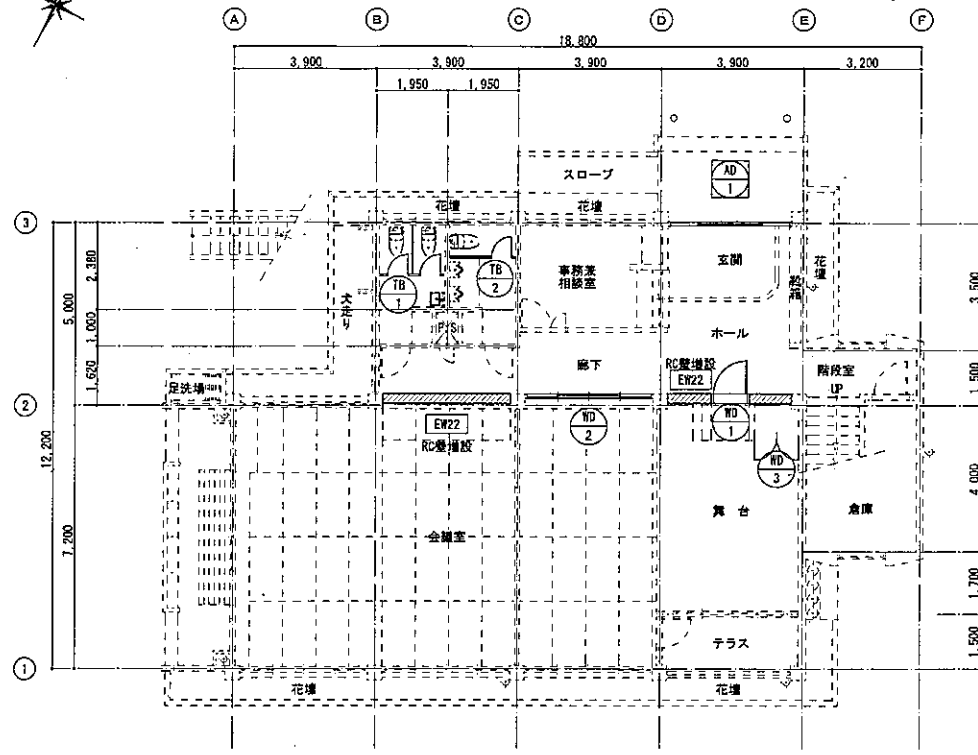 A B C D E F
18,800
3,900 3,900 3,900 3,900 3,200
1,950 1,950
AD
1
スロープ
花壇 花壇
3
TB
1
TB
2
事務兼
相談室
玄関
花壇
2,380
5,000
1,000
1,620
犬走り
P.S
ホール
廊下
RC壁増設
EW22
階段室
UP
足洗場
2
EW22
RC壁増設
WD
2
WD
1
WD
3
12,200
7,200
会議室
舞台
倉庫
テラス
1
花壇 花壇
3,500
1,500
4,000
1,700
1,500